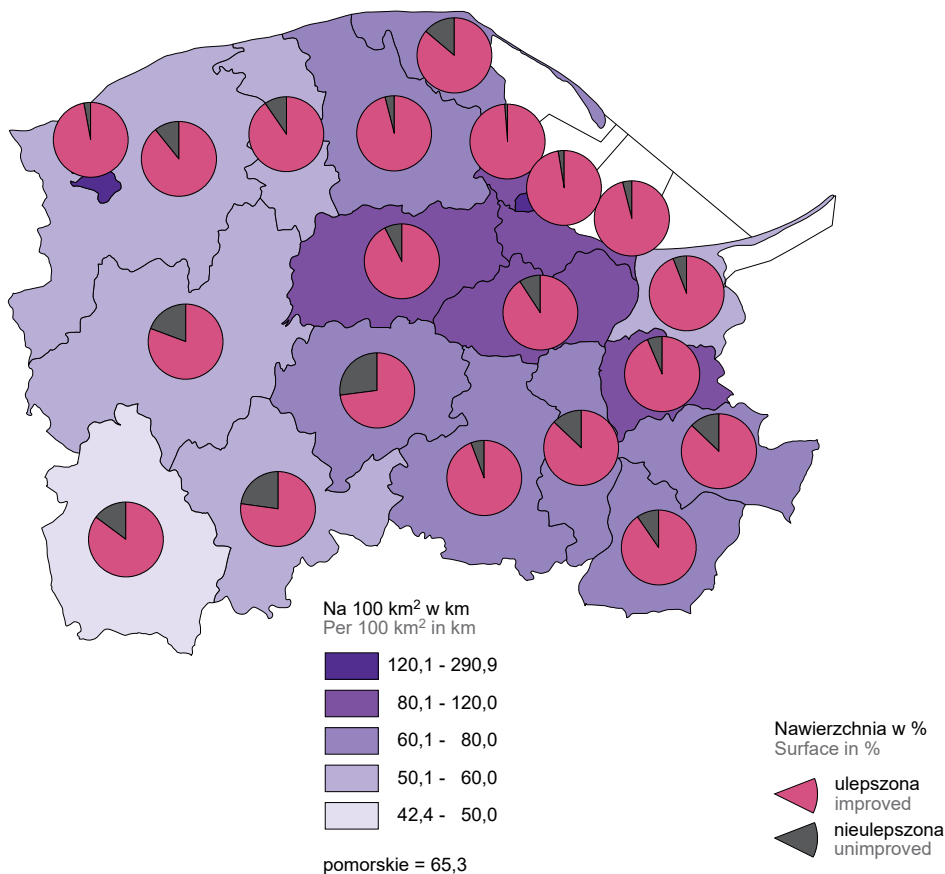 Na 100 km² w km
Per 100 km² in km
120,1 - 290,9
80,1 - 120,0
60,1 - 80,0
50,1 - 60,0
42,4 - 50,0
pomorskie = 65,3
Nawierzchnia w %
Surface in %
ulepszona
improved
nieulepszona
unimproved